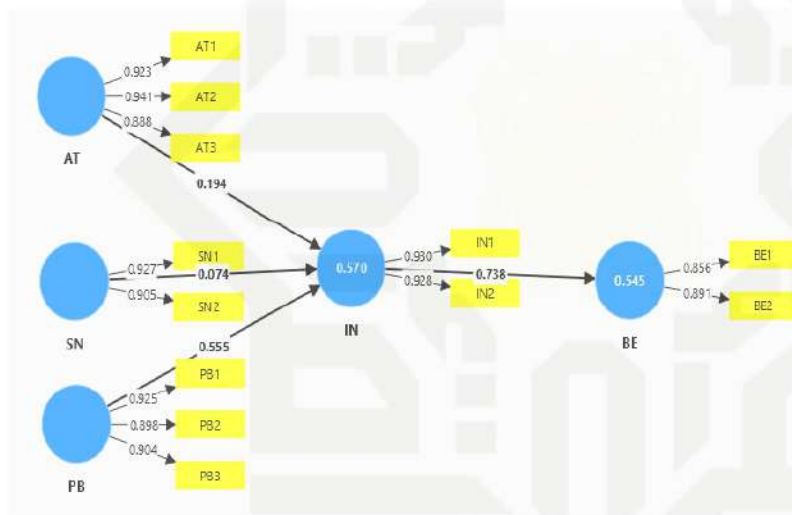 AT1
0.923
0.941
AT2
0.888
AT3
AT
0.194
SN1
0.927
0.074
0.905
SN2
SN
0.570
IN
0.930
IN1
0.738
0.928
IN2
0.545
BE
0.856
BE1
0.891
BE2
0.555
PB1
0.925
0.898
PB2
0.904
PB3
PB